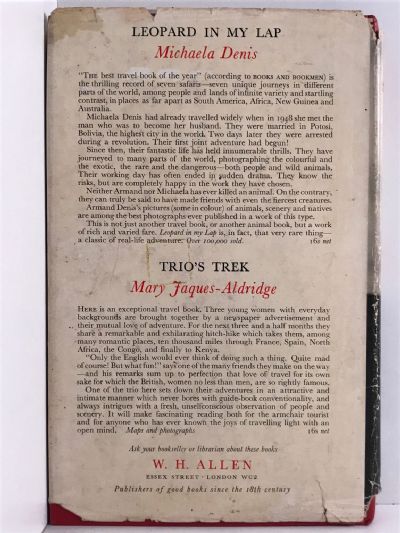 LEOPARD IN MY LAP
Michaela Denis
"THE best travel book of the year" (according to BOOKS AND BOOKMEN) is
the thrilling record of seven safaris—seven unique journeys in different
parts of the world, among people and lands of infinite variety and startling
contrast, in places as far apart as South America, Africa, New Guinea and
Australia.
Michaela Denis had already travelled widely when in 1948 she met the
man who was to become her husband. They were married in Potosi,
Bolivia, the highest city in the world. Two days later they were arrested
during a revolution. Their first joint adventure had begun!
Since then, their fantastic life has held innumerable thrills. They have
journeyed to many parts of the world, photographing the colourful and
the exotic, the rare and the dangerous—both people and wild animals.
Their working day has often ended in sudden drama. They know the
risks, but are completely happy in the work they have chosen.
Neither Armand nor Michaela has ever killed an animal. On the contrary,
they can truly be said to have made friends with even the fiercest creatures.
Armand Denis's pictures (some in colour) of animals, scenery and natives
are among the best photographs ever published in a work of this type.
This is not just another travel book, or another animal book, but a work
of rich and varied fare. Leopard in my Lap is, in fact, that very rare thing—
a classic of real-life adventure. Over 100,000 sold. 16s net
TRIO'S TREK
Mary Jaques-Aldridge
HERE is an exceptional travel book. Three young women with everyday
backgrounds are brought together by a newspaper advertisement and
their mutual love of adventure. For the next three and a half months they
share a remarkable and exhilarating hitch-hike which takes them, among
many romantic places, ten thousand miles through France, Spain, North
Africa, the Congo, and finally to Kenya.
"Only the English would ever think of doing such a thing. Quite mad
of course! But what fun!" says one of the many friends they make on the way
—and his remarks sum up to perfection that love of travel for its own
sake for which the British, women no less than men, are so rightly famous.
One of the trio here sets down their adventures in an attractive and
intimate manner which never bores with guide-book conventionality, and
always intrigues with a fresh, unselfconscious observation of people and
scenery. It will make fascinating reading both for the armchair tourist
and for anyone who has ever known the joys of travelling light with an
open mind. Maps and photographs 16s net
Ask your bookseller or librarian about these books
W. H. ALLEN
ESSEX STREET · LONDON WC2
Publishers of good books since the 18th century